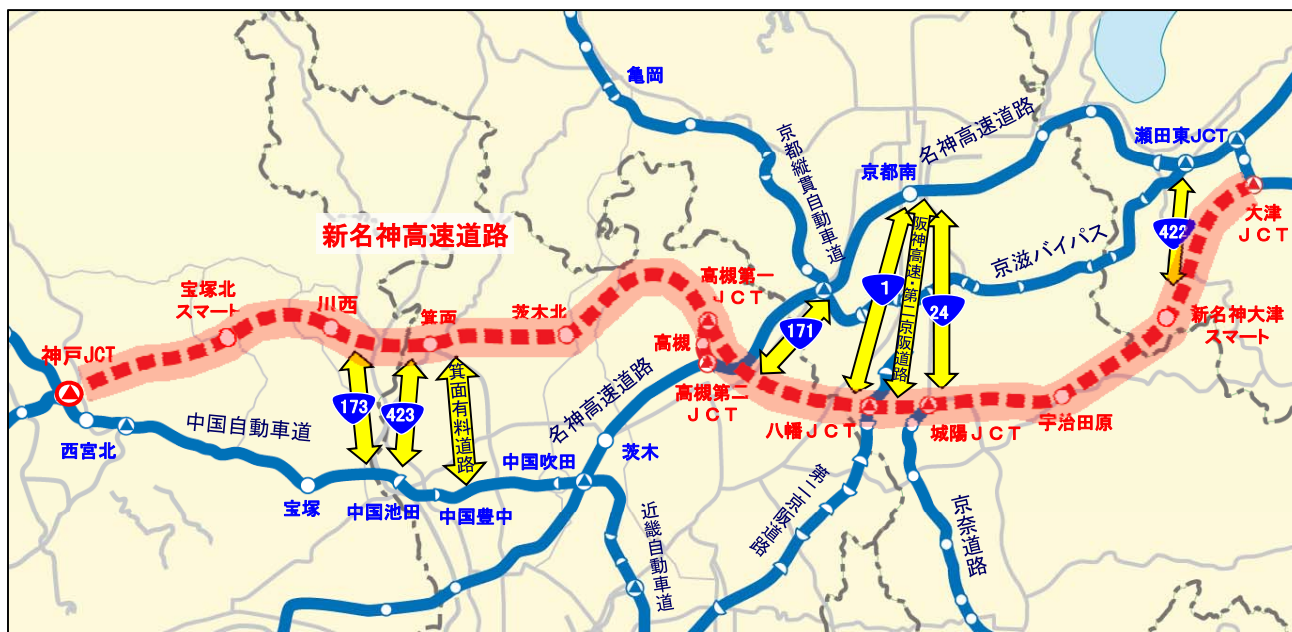 亀岡
京都縦貫自動車道
名神高速道路
瀬田東JCT
京都南
大津
JCT
422
京滋バイパス
新名神高速道路
阪神高速・第二京阪道路
1
24
高槻第一
JCT
171
宝塚北
スマート
川西
箕面
茨木北
高槻
新名神大津
スマート
神戸JCT
173
423
箕面有料道路
名神高速道路
高槻第二
JCT
八幡JCT
城陽JCT
宇治田原
西宮北
中国自動車道
宝塚
中国池田
中国豊中
中国吹田
茨木
近畿自動車道
第二京阪道路
京奈道路